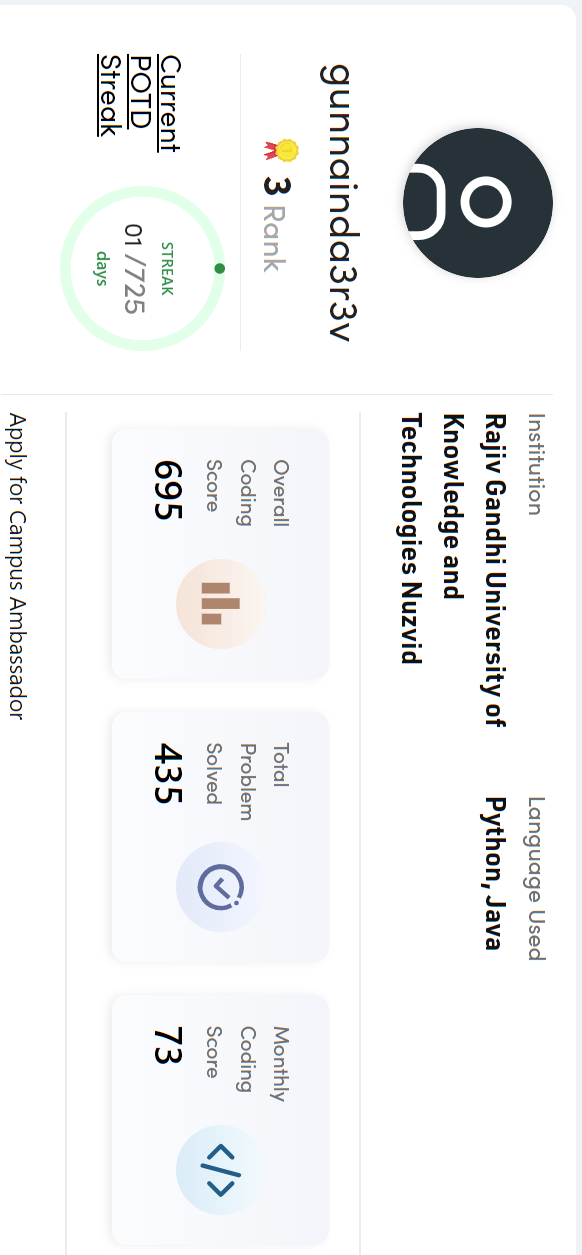 gunnainda3r3v
3 Rank
Current
POTD
Streak
STREAK
01 /725
days
Institution
Rajiv Gandhi University of
Knowledge and
Technologies Nuzvid
Language Used
Python, Java
Overall
Coding
Score
695
Total
Problem
Solved
435
Monthly
Coding
Score
73
Apply for Campus Ambassador